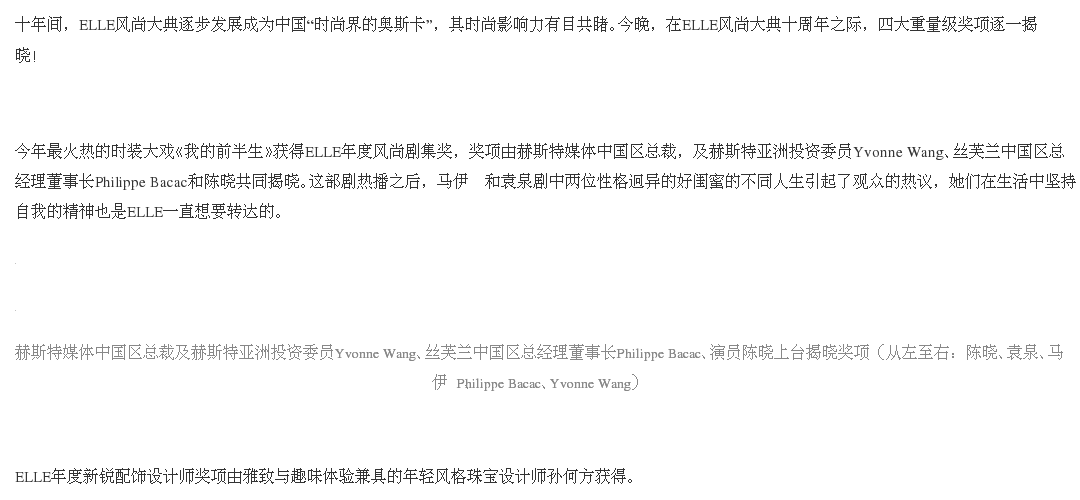 十年间，ELLE风尚大典逐步发展成为中国“时尚界的奥斯卡”，其时尚影响力有目共睹。今晚，在ELLE风尚大典十周年之际，四大重量级奖项逐一揭
晓！
今年最火热的时装大戏《我的前半生》获得ELLE年度风尚剧集奖，奖项由赫斯特媒体中国区总裁，及赫斯特亚洲投资委员Yvonne Wang、丝芙兰中国区总
经理董事长Philippe Bacac和陈晓共同揭晓。这部剧热播之后，马伊　和袁泉剧中两位性格迥异的好闺蜜的不同人生引起了观众的热议，她们在生活中坚持
自我的精神也是ELLE一直想要转达的。
赫斯特媒体中国区总裁及赫斯特亚洲投资委员Yvonne Wang、丝芙兰中国区总经理董事长Philippe Bacac、演员陈晓上台揭晓奖项（从左至右：陈晓、袁泉、马
伊　Philippe Bacac、Yvonne Wang）
ELLE年度新锐配饰设计师奖项由雅致与趣味体验兼具的年轻风格珠宝设计师孙何方获得。